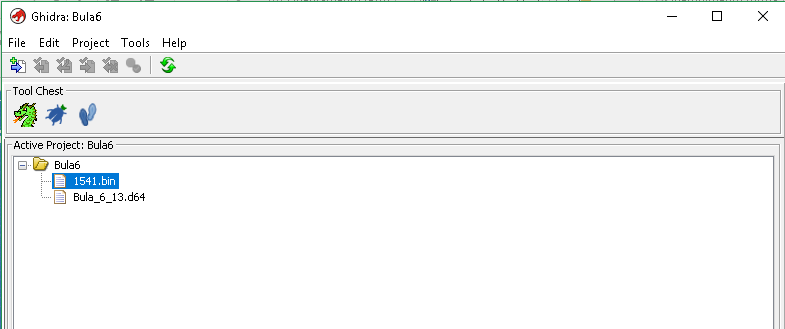 Ghidra: Bula6
File Edit Project Tools Help
Tool Chest
Active Project: Bula6
Bula6
1541.bin
Bula_6_13.d64